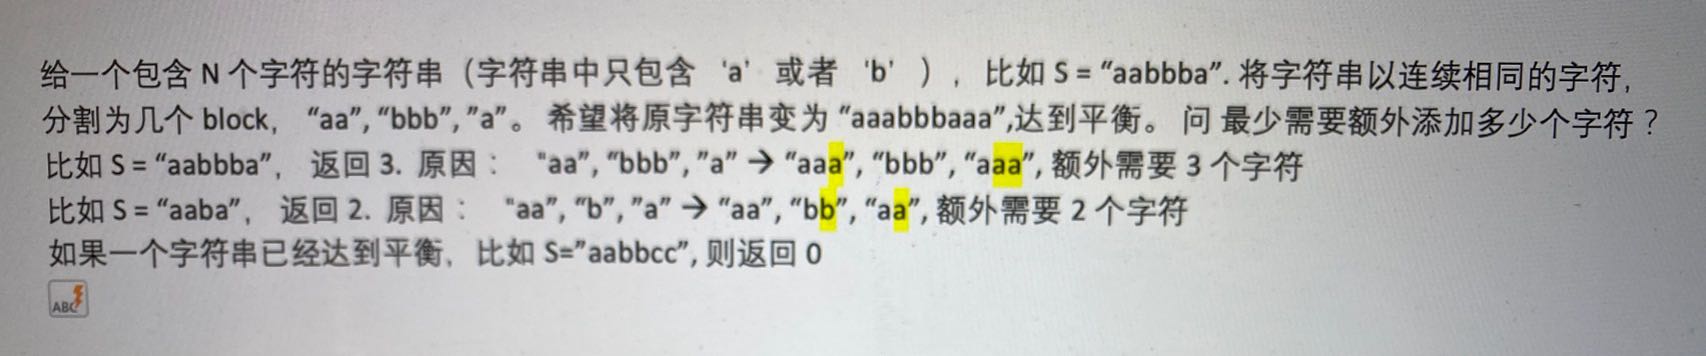 给一个包含 N 个字符的字符串（字符串中只包含 'a' 或者 'b' ），比如 S = “aabbba”. 将字符串以连续相同的字符，
分割为几个 block， “aa”, “bbb”, ”a”。 希望将原字符串变为 “aaabbbaaa”,达到平衡。 问 最少需要额外添加多少个字符？
比如 S = “aabbba”， 返回 3. 原因： “aa”, “bbb”, ”a” → “aaa”, “bbb”, “aaa”, 额外需要 3 个字符
比如 S = “aaba”， 返回 2. 原因： “aa”, “b”, ”a” → “aa”, “bb”, “aa”, 额外需要 2 个字符
如果一个字符串已经达到平衡，比如 S=”aabbcc”, 则返回 0
ABC